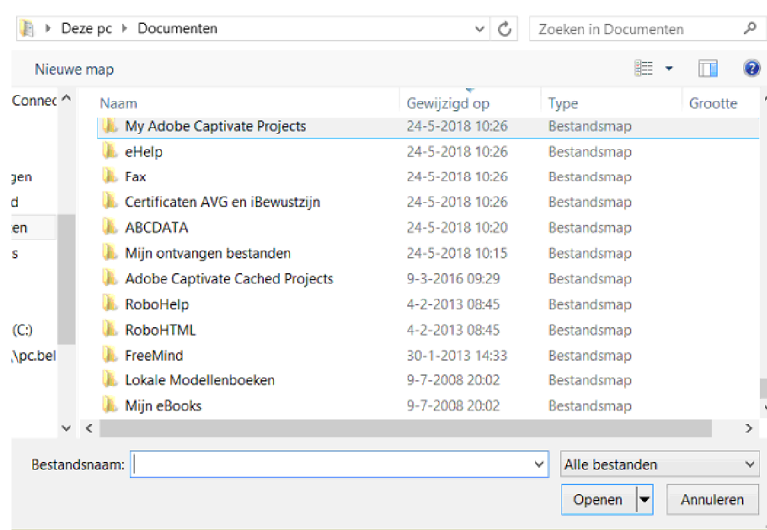 Deze pc Documenten
Zoeken in Documenten
Nieuwe map
Naam Gewijzigd op Type Grootte
My Adobe Captivate Projects 24-5-2018 10:26 Bestandsmap
eHelp 24-5-2018 10:26 Bestandsmap
Fax 24-5-2018 10:26 Bestandsmap
Certificaten AVG en iBewustzijn 24-5-2018 10:26 Bestandsmap
ABCDATA 24-5-2018 10:20 Bestandsmap
Mijn ontvangen bestanden 24-5-2018 10:15 Bestandsmap
Adobe Captivate Cached Projects 9-3-2016 09:29 Bestandsmap
RoboHelp 4-2-2013 08:45 Bestandsmap
(C:) RoboHTML 4-2-2013 08:45 Bestandsmap
\pc.bel FreeMind 30-1-2013 14:33 Bestandsmap
Lokale Modellenboeken 9-7-2008 20:02 Bestandsmap
Mijn eBooks 9-7-2008 20:02 Bestandsmap
Bestandsnaam: Alle bestanden
Openen Annuleren